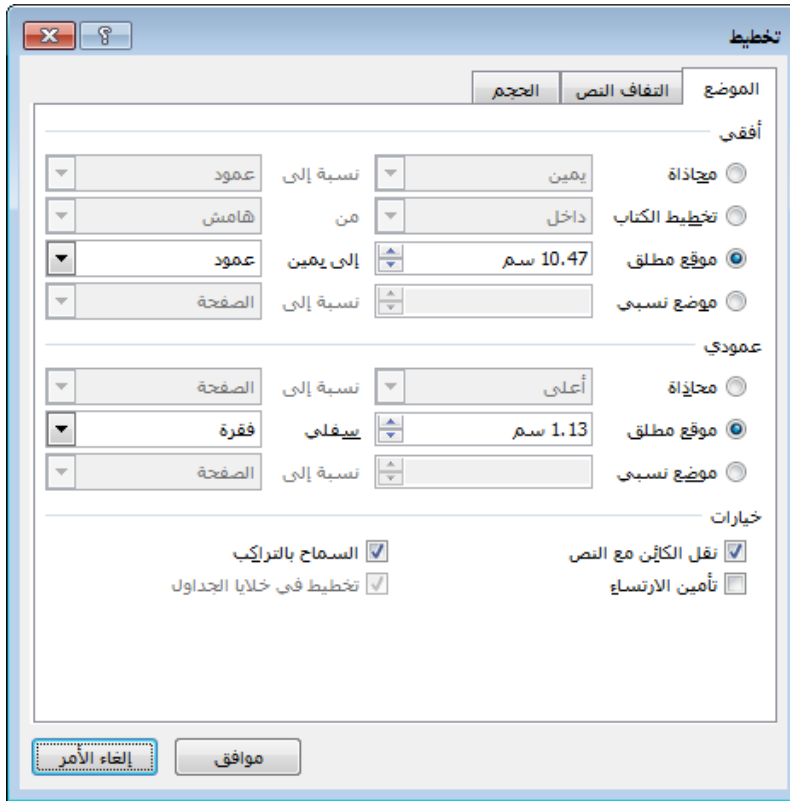 تخطيط
الموضع التفاف النص الحجم
أفقي
محاذاة يمين نسبة إلى عمود
تخطيط الكتاب داخل من هامش
موقع مطلق 10.47 سم إلى يمين عمود
موضع نسبي نسبة إلى الصفحة
عمودي
محاذاة أعلى نسبة إلى الصفحة
موقع مطلق 1.13 سم سفلي فقرة
موضع نسبي نسبة إلى الصفحة
خيارات
نقل الكائن مع النص السماح بالتراكب
تأمين الارتساء تخطيط في خلايا الجداول
موافق إلغاء الأمر